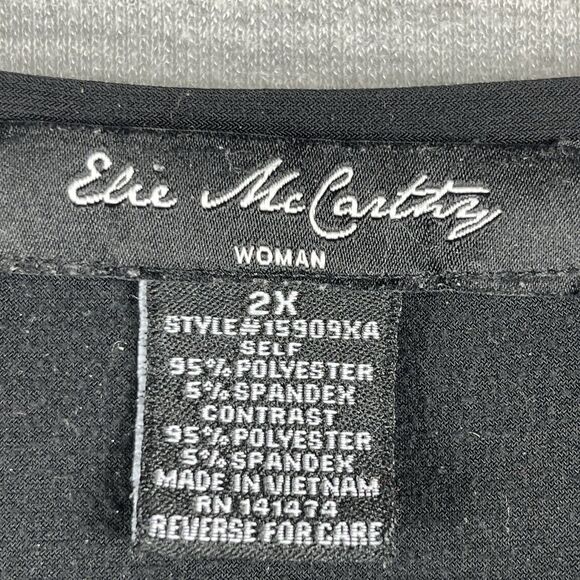 Elie McCarthy
WOMAN
2X
STYLE#15909XA
SELF
95%POLYESTER
5%SPANDEX
CONTRAST
95%POLYESTER
5%SPANDEX
MADE IN VIETNAM
RN 141474
REVERSE FOR CARE